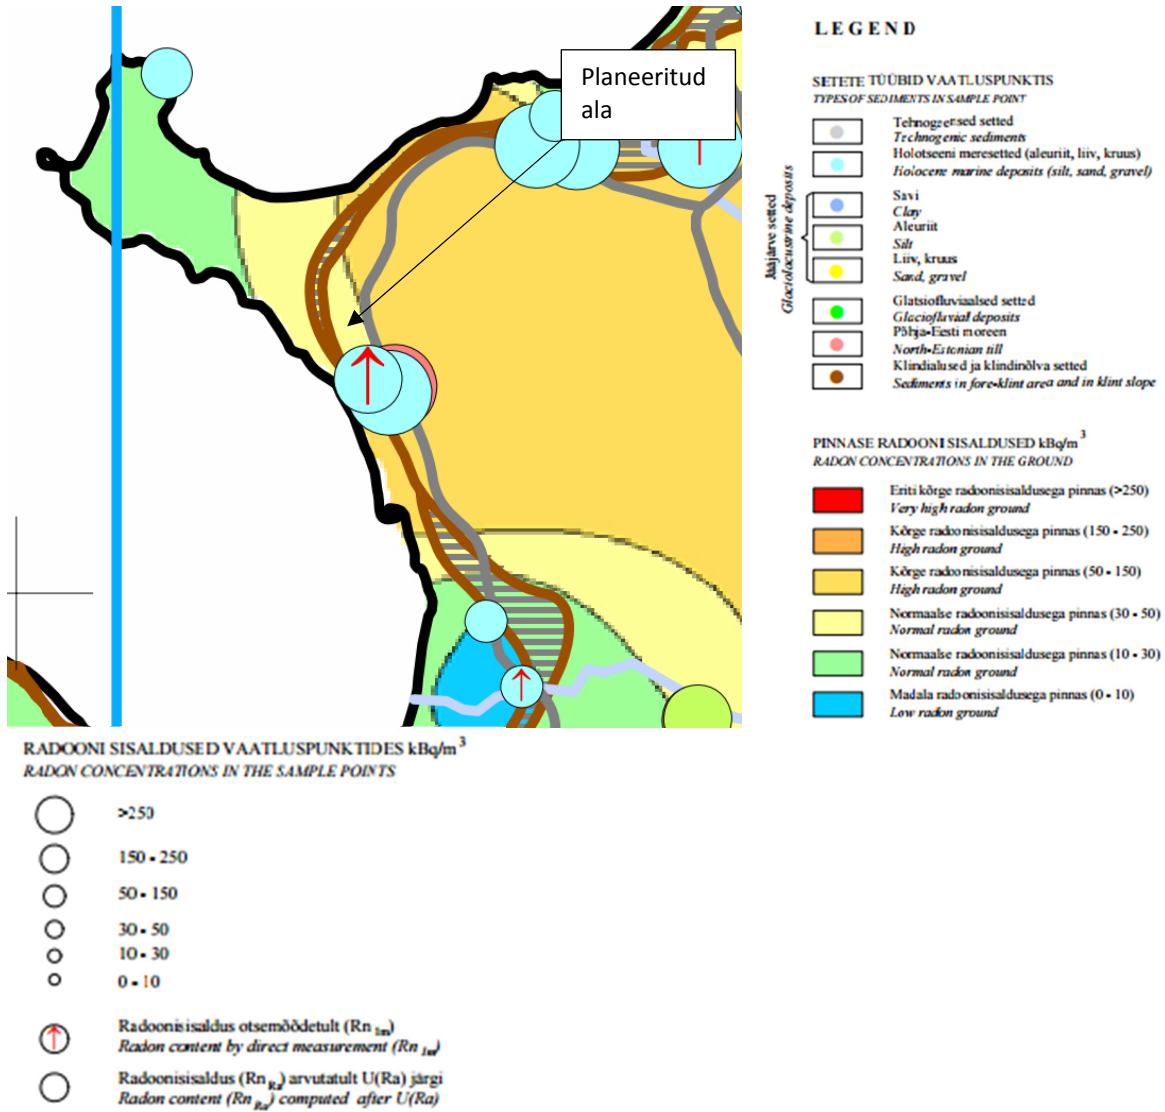 Planeeritud
ala
LEGEND
SETETE TÜÜBID VAATLUSPUNKTIS
TYPES OF SEDIMENTS IN SAMPLE POINT
Tehnogeensed setted
Technogenic sediments
Holotseeni meresetted (aleuriit, liiv, kruus)
Holocene marine deposits (silt, sand, gravel)
Jääjärve setted
Glaciolacustrine deposits
Savi
Clay
Aleuriit
Silt
Liiv, kruus
Sand, gravel
Glatsiofluviaalsed setted
Glaciofluvial deposits
Põhja-Eesti moreen
North-Estonian till
Klindialused ja klindinõlva setted
Sediments in fore-klint area and in klint slope
PINNASE RADOONI SISALDUSED kBq/m³
RADON CONCENTRATIONS IN THE GROUND
Eriti kõrge radoonisisaldusega pinnas (>250)
Very high radon ground
Kõrge radoonisisaldusega pinnas (150 - 250)
High radon ground
Kõrge radoonisisaldusega pinnas (50 - 150)
High radon ground
Normaalse radoonisisaldusega pinnas (30 - 50)
Normal radon ground
Normaalse radoonisisaldusega pinnas (10 - 30)
Normal radon ground
Madala radoonisisaldusega pinnas (0 - 10)
Low radon ground
RADOONI SISALDUSED VAATLUSPUNKTIDES kBq/m³
RADON CONCENTRATIONS IN THE SAMPLE POINTS
>250
150 - 250
50 - 150
30 - 50
10 - 30
0 - 10
Radoonisisaldus otsemõõdetult (Rn 1m)
Radon content by direct measurement (Rn 1m)
Radoonisisaldus (Rn Ra) arvutatult U(Ra) järgi
Radon content (Rn Ra) computed after U(Ra)